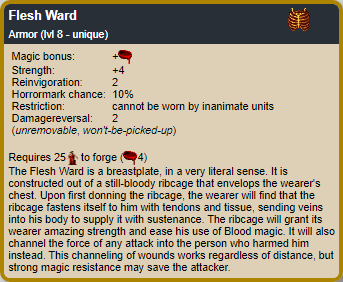 Flesh Ward
Armor (lvl 8 - unique)
Magic bonus: +
Strength: +4
Reinvigoration: 2
Horrormark chance: 10%
Restriction: cannot be worn by inanimate units
Damagereversal: 2
(unremovable, won't-be-picked-up)
Requires 25 to forge ( 4)
The Flesh Ward is a breastplate, in a very literal sense. It is
constructed out of a still-bloody ribcage that envelops the wearer's
chest. Upon first donning the ribcage, the wearer will find that the
ribcage fastens itself to him with tendons and tissue, sending veins
into his body to supply it with sustenance. The ribcage will grant its
wearer amazing strength and ease his use of Blood magic. It will also
channel the force of any attack into the person who harmed him
instead. This channeling of wounds works regardless of distance, but
strong magic resistance may save the attacker.